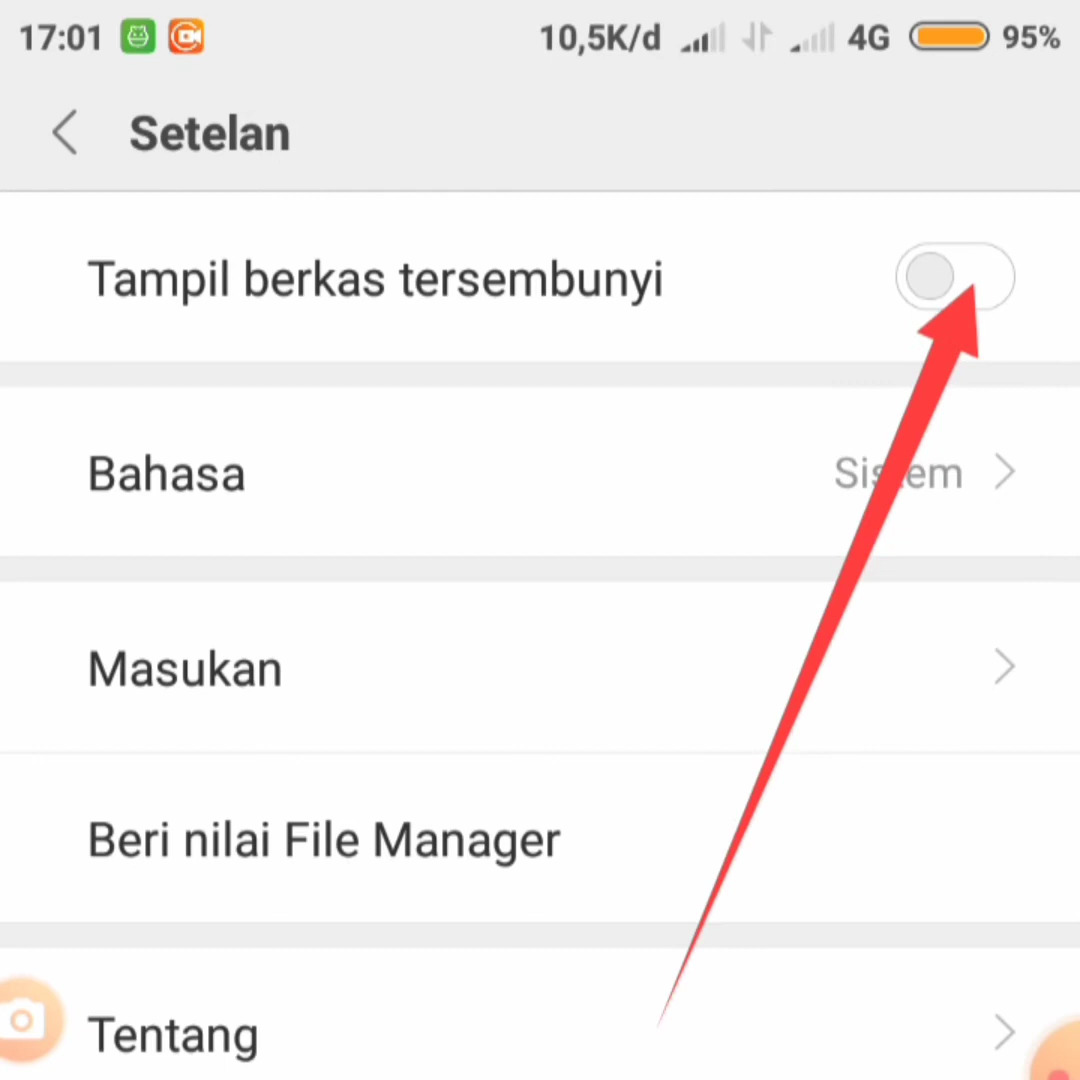 17:01 10,5K/d 4G 95%
Setelan
Tampil berkas tersembunyi
Bahasa Sistem
Masukan
Beri nilai File Manager
Tentang